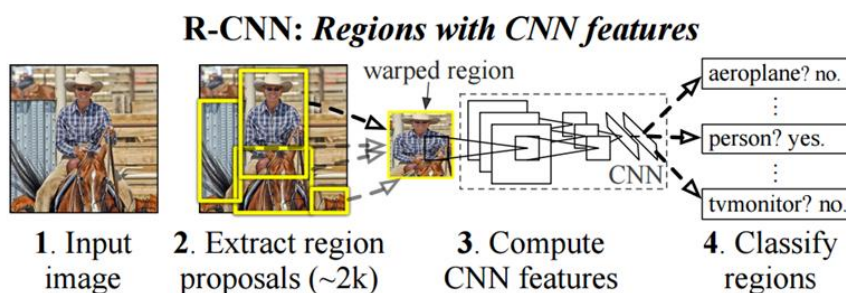 R-CNN: Regions with CNN features
warped region
aeroplane? no.
⋮
person? yes.
⋮
tvmonitor? no.
CNN
1. Input
image
2. Extract region
proposals (~2k)
3. Compute
CNN features
4. Classify
regions